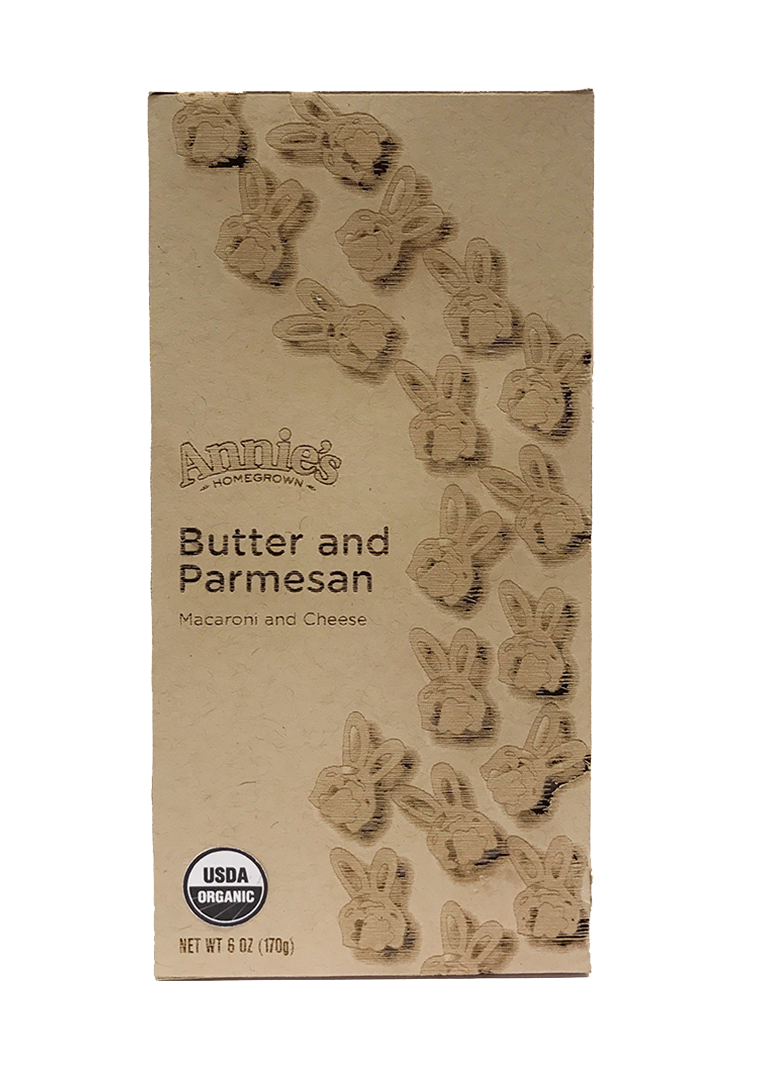 Annie's
HOMEGROWN
Butter and
Parmesan
Macaroni and Cheese
USDA
ORGANIC
NET WT 6 OZ (170g)